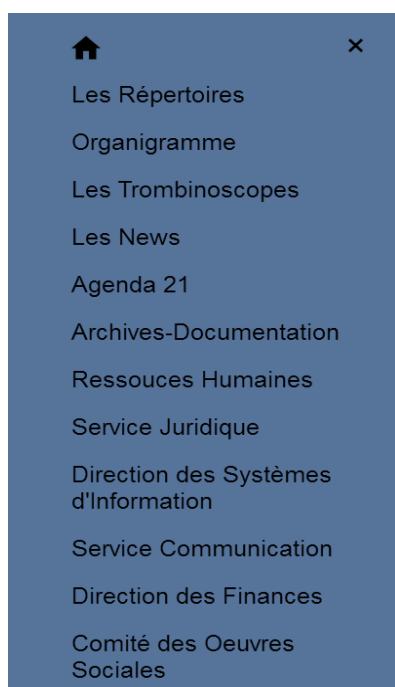 Les Répertoires
Organigramme
Les Trombinoscopes
Les News
Agenda 21
Archives-Documentation
Ressouces Humaines
Service Juridique
Direction des Systèmes
d'Information
Service Communication
Direction des Finances
Comité des Oeuvres
Sociales